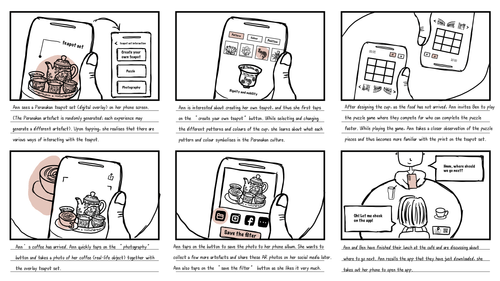 Teapot set
Teapot set interaction
Create your own teapot!
Puzzle
Photography
Ann sees a Peranakan teapot set (digital overlay) on her phone screen.
(The Peranakan artefact is randomly generated; each experience may
generate a different artefact). Upon tapping, she realises that there are
various ways of interacting with the teapot.
Dignity and nobility
Ann is interested about creating her own teapot, and thus she first taps
on the "create your own teapot" button. While selecting and changing
the different patterns and colours of the cup, she learns about what each
pattern and colour symbolises in the Peranakan culture.
After designing the cup, as the food has not arrived, Ann invites Ben to play
the puzzle game where they compete for who can complete the puzzle
faster. While playing the game, Ann takes a closer observation of the puzzle
pieces and thus becomes more familiar with the print on the teapot set.
Ann's coffee has arrived. Ann quickly taps on the "photography"
button and takes a photo of her coffee (real-life object) together with
the overlay teapot set.
Save the filter
Ann taps on the button to save the photo to her phone album. She wants to
collect a few more artefacts and share these AR photos on her social media later.
Ann also taps on the "save the filter" button as she likes it very much.
Umm, where should we go next?
Oh! Let me check on the app!
Ann and Ben have finished their lunch at the cafe and are discussing about
where to go next. Ann recalls the app that they have just downloaded, she
takes out her phone to open the app.